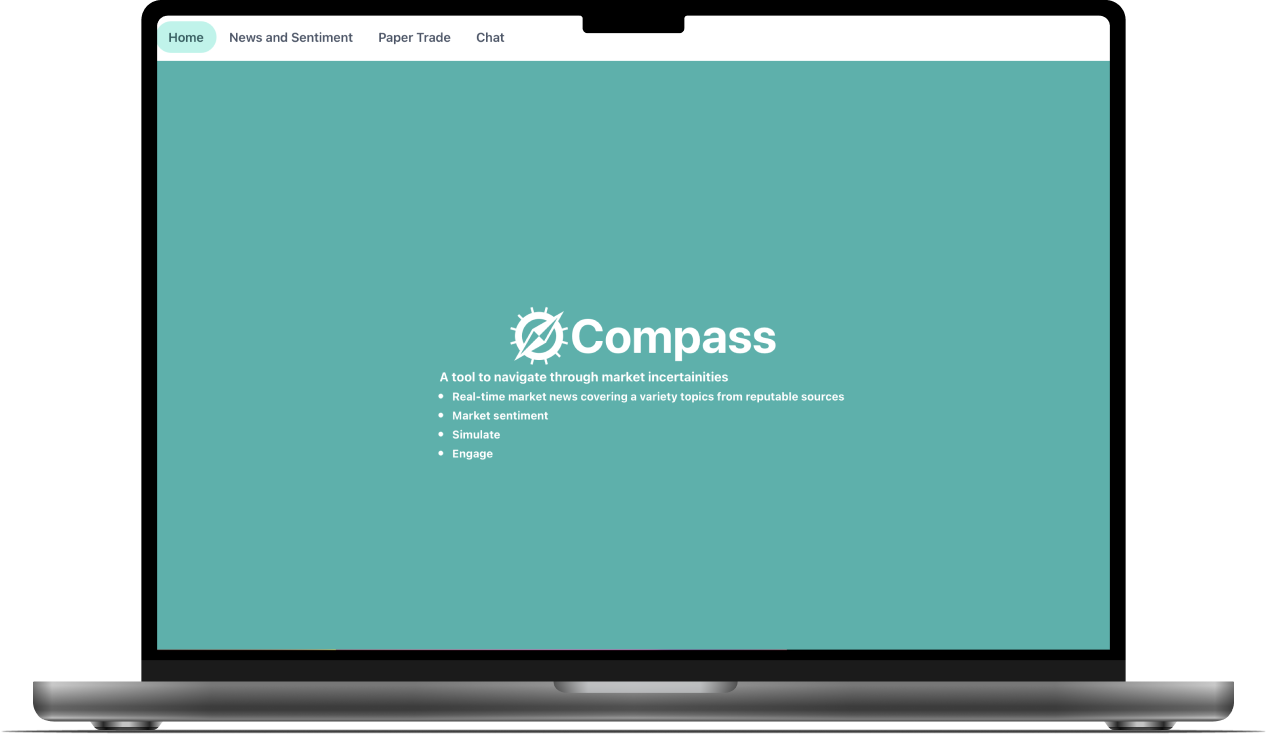 Home News and Sentiment Paper Trade Chat
Compass
A tool to navigate through market incertainities
Real-time market news covering a variety topics from reputable sources
Market sentiment
Simulate
Engage